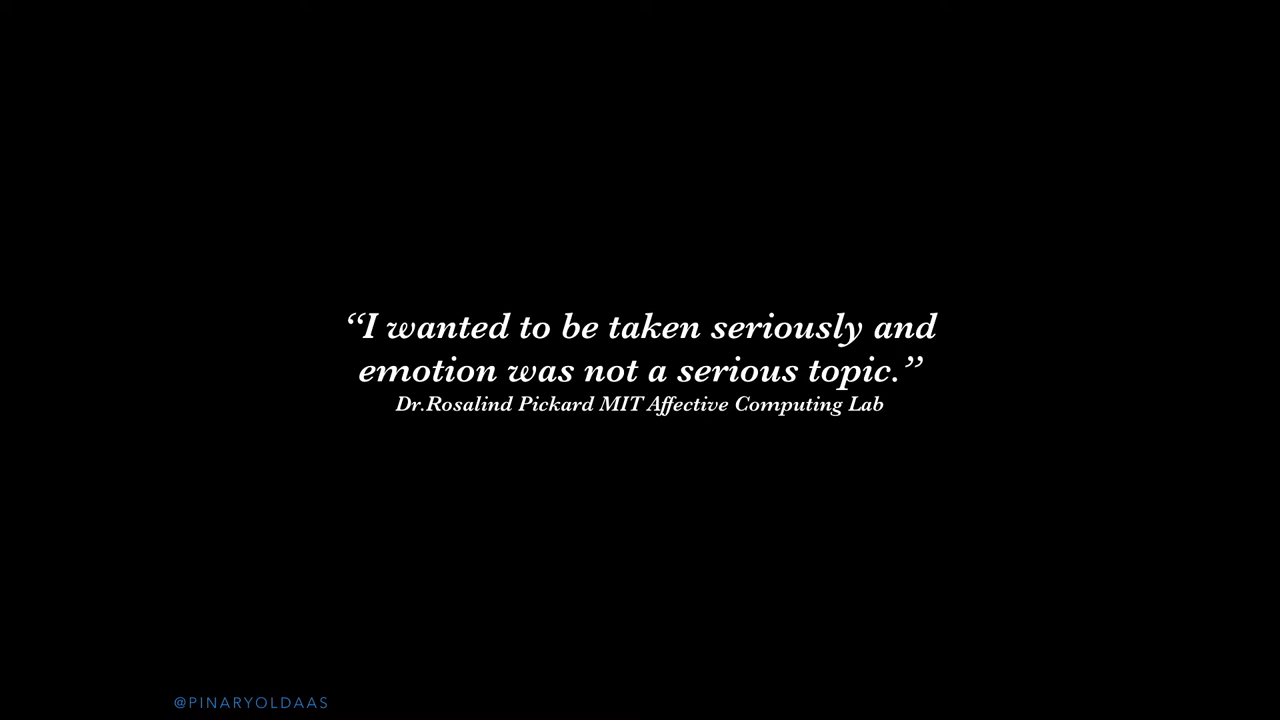 “I wanted to be taken seriously and
emotion was not a serious topic.”
Dr.Rosalind Pickard MIT Affective Computing Lab
@PINARYOLDAAS